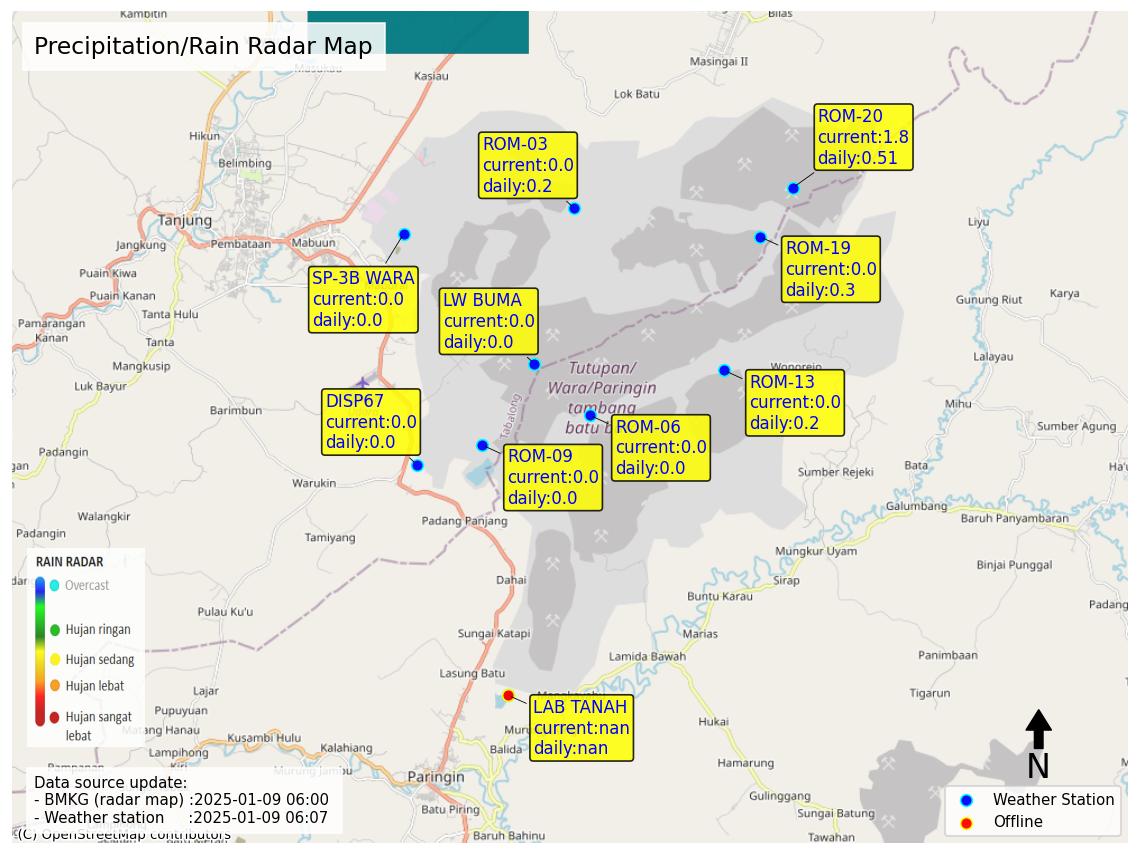 Precipitation/Rain Radar Map
Kambitin
Bilas
Masingai II
Masukau
Kasiau
Lok Batu
Hikun
Belimbing
Tanjung
Jangkung
Pembataan
Mabuun
Puain Kiwa
Puain Kanan
Tanta Hulu
Pamarangan
Kanan
Tanta
Mangkusip
Luk Bayur
Barimbun
Padangin
Warukin
Walangkir
Padangin
Tamiyang
Padang Panjang
Dahai
Pulau Ku'u
Sungai Katapi
Lasung Batu
Lajar
Pupuyuan
Matang Hanau
Kusambi Hulu
Lampihong
Kalahiang
Murung Jambu
Paringin
Balida
Batu Piring
Baruh Bahinu
Liyu
Gunung Riut
Karya
Lalayau
Mihu
Wonorejo
Sumber Agung
Sumber Rejeki
Bata
Galumbang
Baruh Panyambaran
Mungkur Uyam
Binjai Punggal
Sirap
Buntu Karau
Padang
Marias
Lamida Bawah
Panimbaan
Tigarun
Hukai
Hamarung
Gulinggang
Sungai Batung
Tawahan
Tabalong
Tutupan/
Wara/Paringin
tambang
batu b
ROM-03
current:0.0
daily:0.2
ROM-20
current:1.8
daily:0.51
ROM-19
current:0.0
daily:0.3
SP-3B WARA
current:0.0
daily:0.0
LW BUMA
current:0.0
daily:0.0
ROM-13
current:0.0
daily:0.2
DISP67
current:0.0
daily:0.0
ROM-06
current:0.0
daily:0.0
ROM-09
current:0.0
daily:0.0
LAB TANAH
current:nan
daily:nan
RAIN RADAR
Overcast
Hujan ringan
Hujan sedang
Hujan lebat
Hujan sangat
lebat
Data source update:
- BMKG (radar map) :2025-01-09 06:00
- Weather station :2025-01-09 06:07
(C) OpenStreetMap contributors
N
Weather Station
Offline